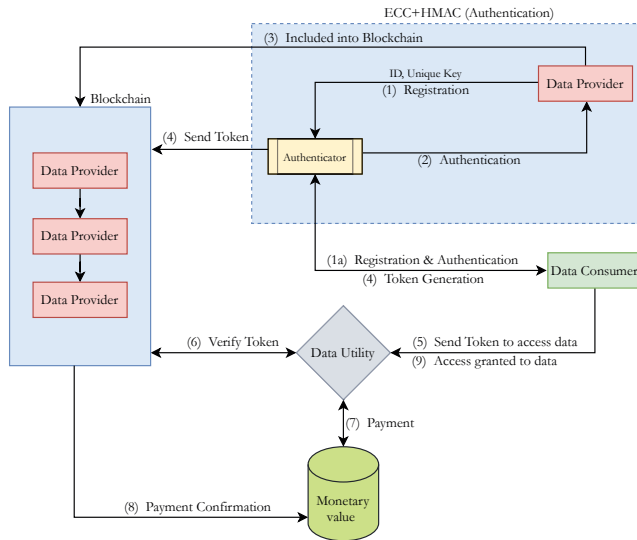 ECC+HMAC (Authentication)
(3) Included into Blockchain
ID, Unique Key
(1) Registration
Data Provider
Blockchain
(4) Send Token
Authenticator
(2) Authentication
Data Provider
Data Provider
Data Provider
(1a) Registration & Authentication
(4) Token Generation
Data Consumer
(6) Verify Token
Data Utility
(5) Send Token to access data
(9) Access granted to data
(7) Payment
(8) Payment Confirmation
Monetary
value